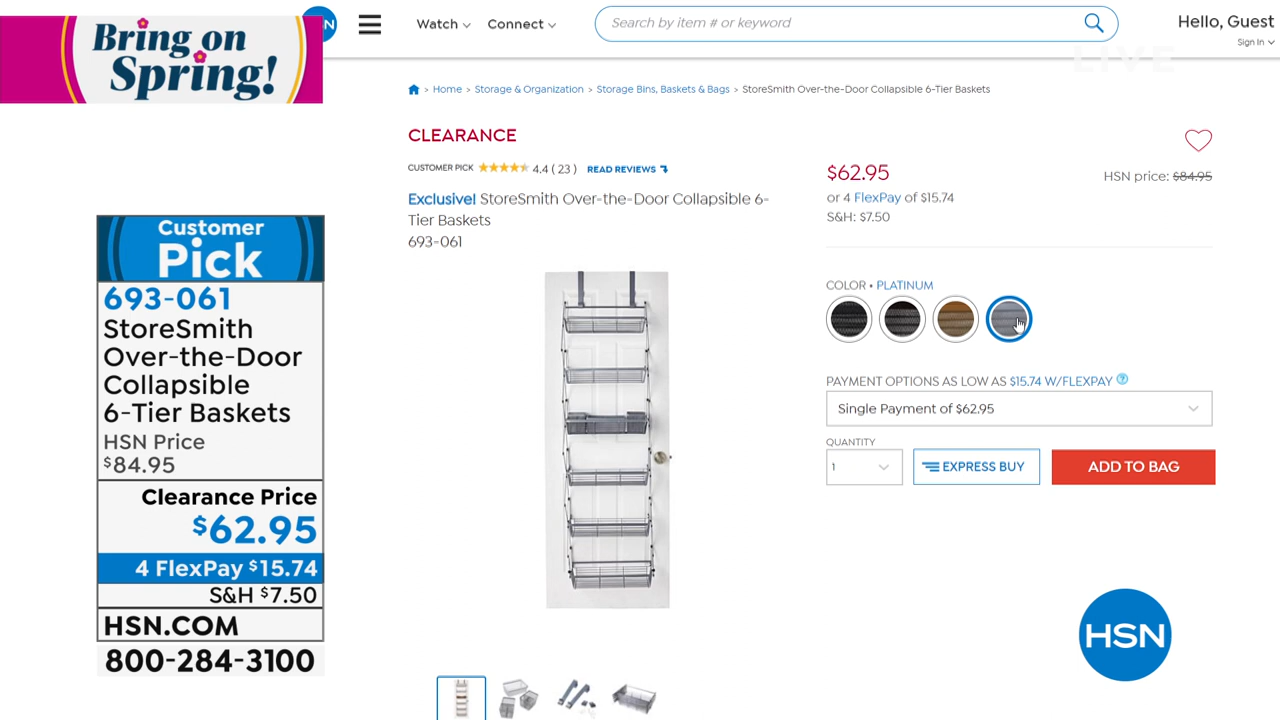 Bring on
Spring!
N
Watch
Connect
Search by item # or keyword
Hello, Guest
Sign In
LIVE
> Home > Storage & Organization > Storage Bins, Baskets & Bags > StoreSmith Over-the-Door Collapsible 6-Tier Baskets
CLEARANCE
CUSTOMER PICK 4.4 ( 23 ) READ REVIEWS
Exclusive! StoreSmith Over-the-Door Collapsible 6-
Tier Baskets
693-061
$62.95
HSN price: $84.95
or 4 FlexPay of $15.74
S&H: $7.50
COLOR • PLATINUM
PAYMENT OPTIONS AS LOW AS $15.74 W/FLEXPAY ?
Single Payment of $62.95
QUANTITY
1
EXPRESS BUY
ADD TO BAG
Customer
Pick
693-061
StoreSmith
Over-the-Door
Collapsible
6-Tier Baskets
HSN Price
$84.95
Clearance Price
$62.95
4 FlexPay $15.74
S&H $7.50
HSN.COM
800-284-3100
HSN